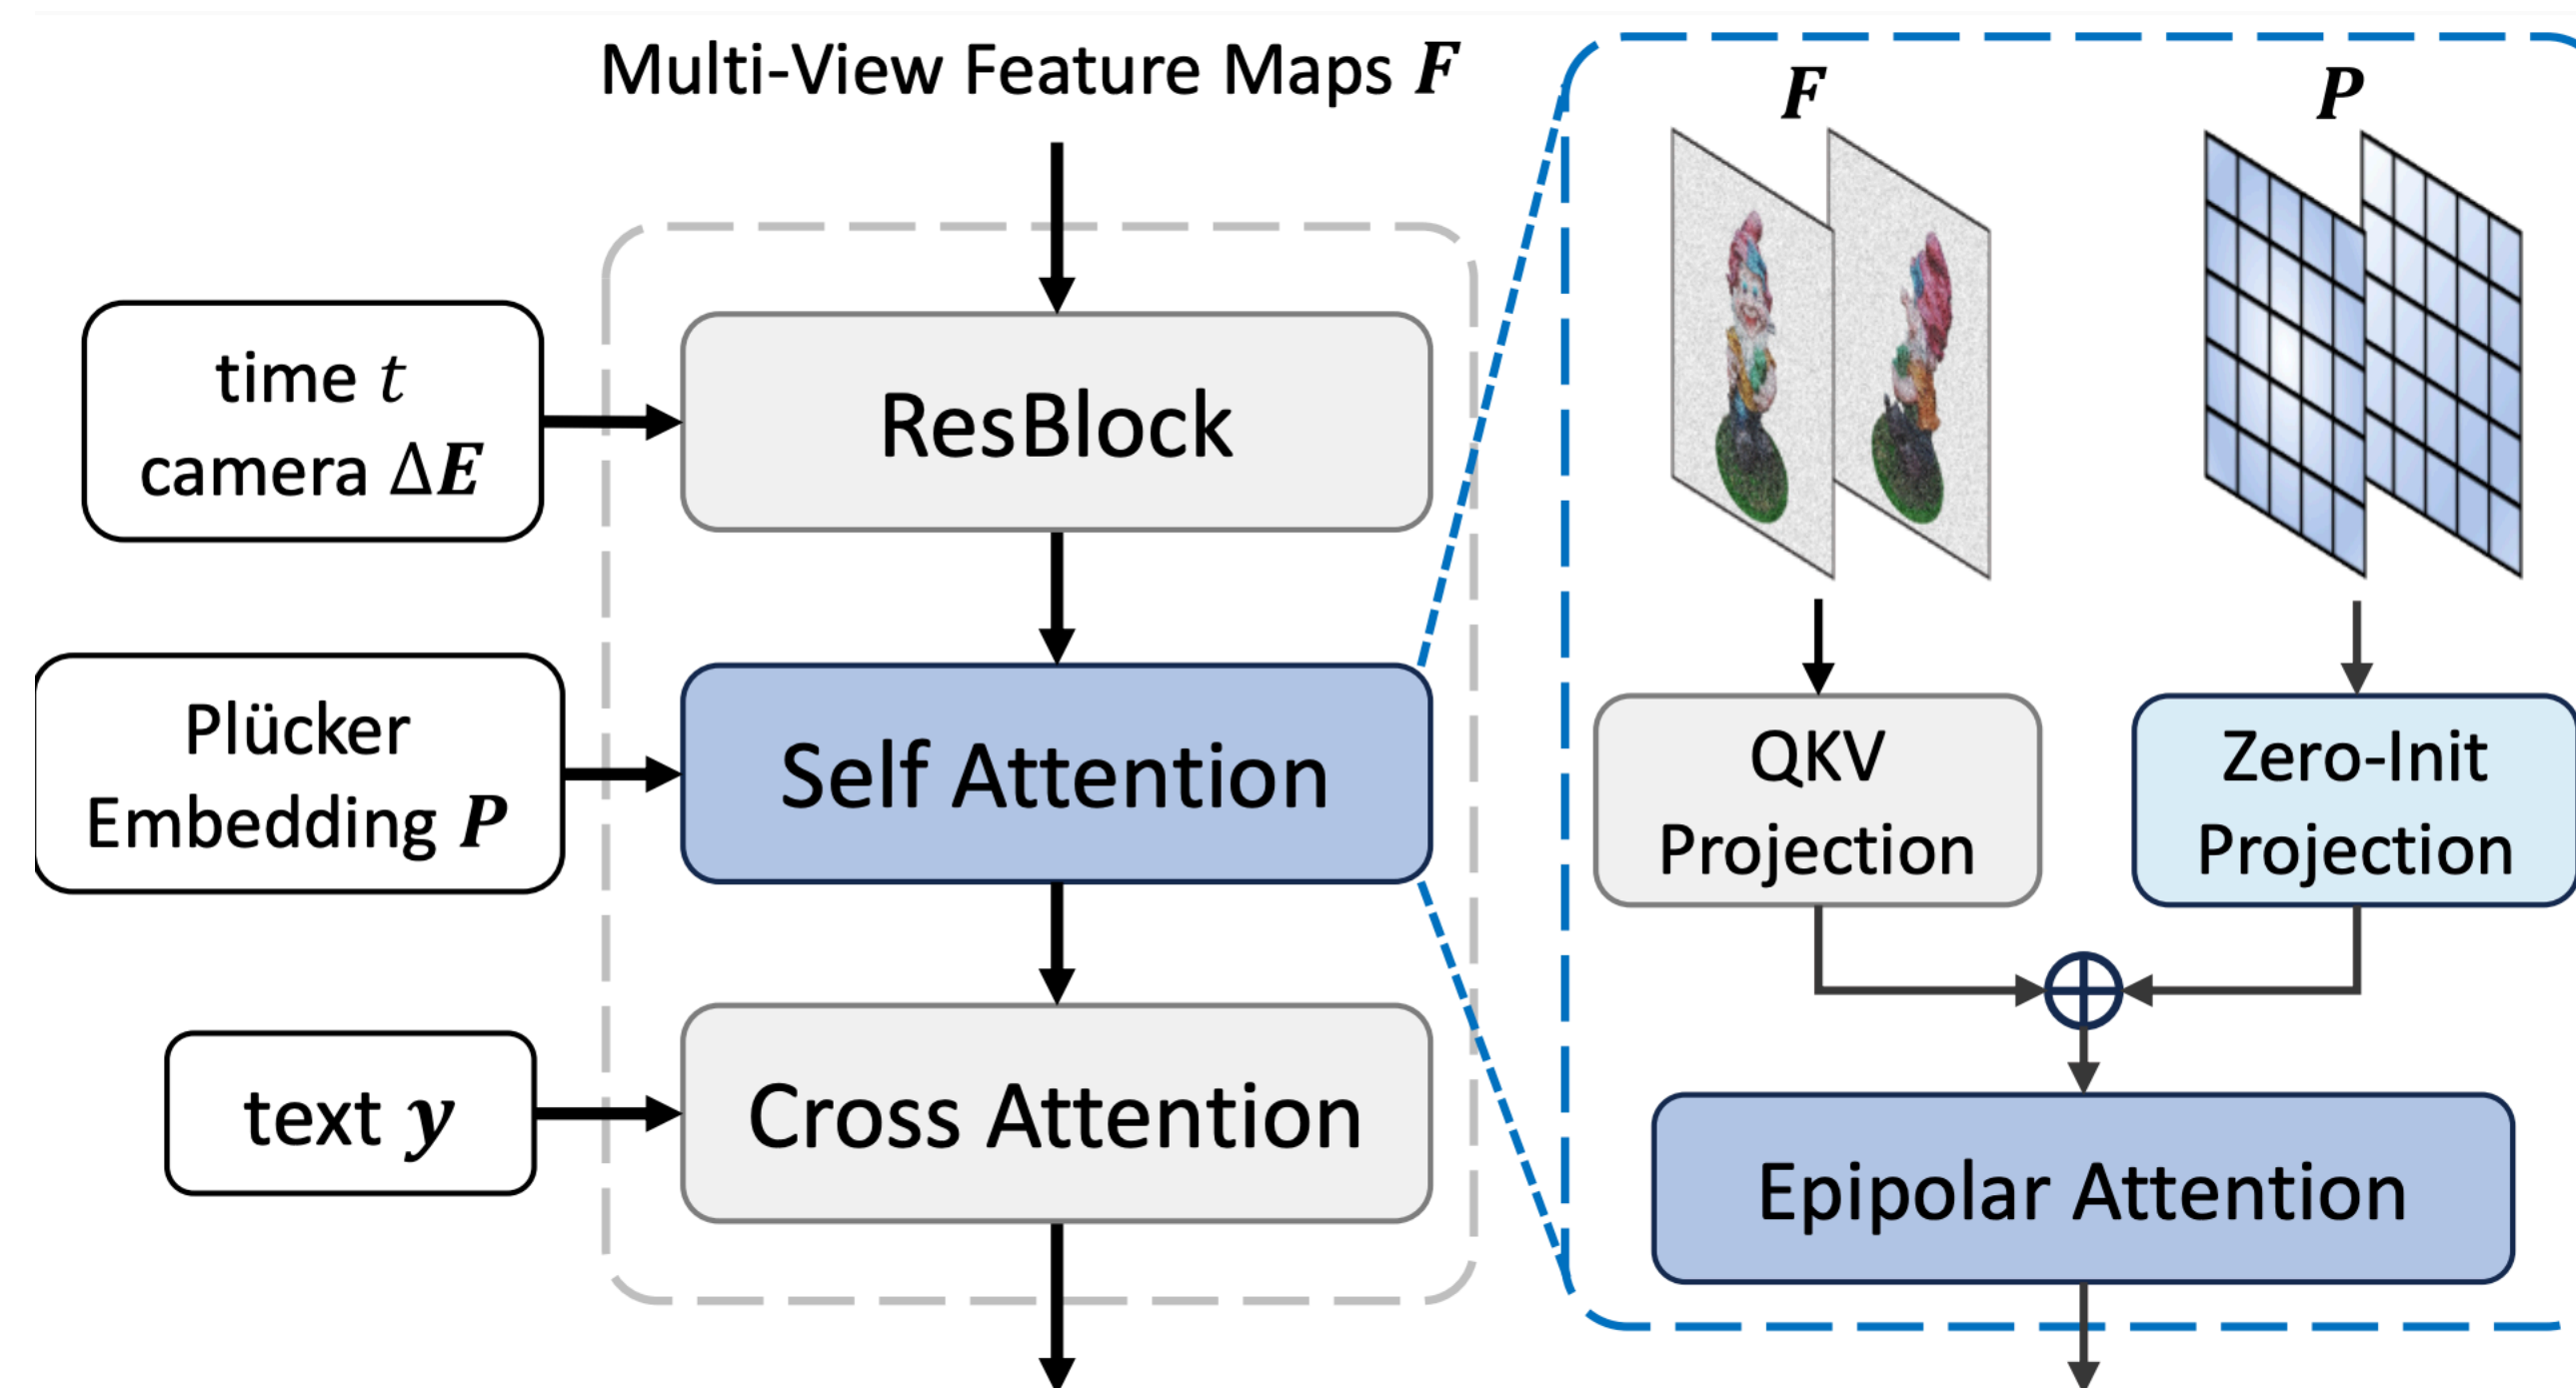 Multi-View Feature Maps F
time t
camera ΔE
ResBlock
Plücker
Embedding P
Self Attention
text y
Cross Attention
F
P
QKV
Projection
Zero-Init
Projection
Epipolar Attention